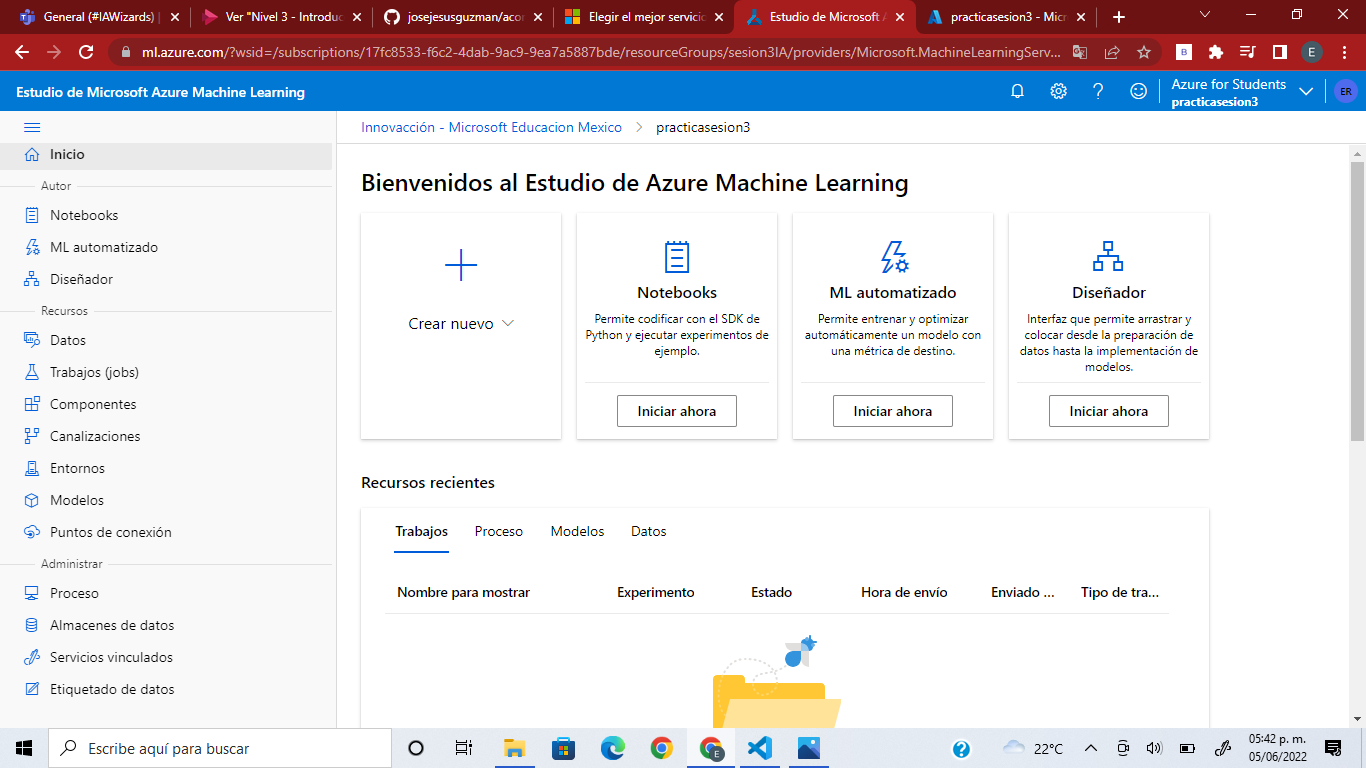 General (#IAWizards) |
Ver "Nivel 3 - Introduc
josejesusguzman/acor
Elegir el mejor servicio
Estudio de Microsoft A
practicasesion3 - Micr
ml.azure.com/?wsid=/subscriptions/17fc8533-f6c2-4dab-9ac9-9ea7a5887bde/resourceGroups/sesion3IA/providers/Microsoft.MachineLearningServ...
B
E
Estudio de Microsoft Azure Machine Learning
Azure for Students
practicasesion3
ER
Innovacción - Microsoft Educacion Mexico > practicasesion3
Inicio
Autor
Notebooks
ML automatizado
Diseñador
Recursos
Datos
Trabajos (jobs)
Componentes
Canalizaciones
Entornos
Modelos
Puntos de conexión
Administrar
Proceso
Almacenes de datos
Servicios vinculados
Etiquetado de datos
Bienvenidos al Estudio de Azure Machine Learning
Crear nuevo
Notebooks
Permite codificar con el SDK de
Python y ejecutar experimentos de
ejemplo.
Iniciar ahora
ML automatizado
Permite entrenar y optimizar
automáticamente un modelo con
una métrica de destino.
Iniciar ahora
Diseñador
Interfaz que permite arrastrar y
colocar desde la preparación de
datos hasta la implementación de
modelos.
Iniciar ahora
Recursos recientes
Trabajos Proceso Modelos Datos
Nombre para mostrar Experimento Estado Hora de envío Enviado ... Tipo de tra...
Escribe aquí para buscar
E
22°C
05:42 p. m.
05/06/2022